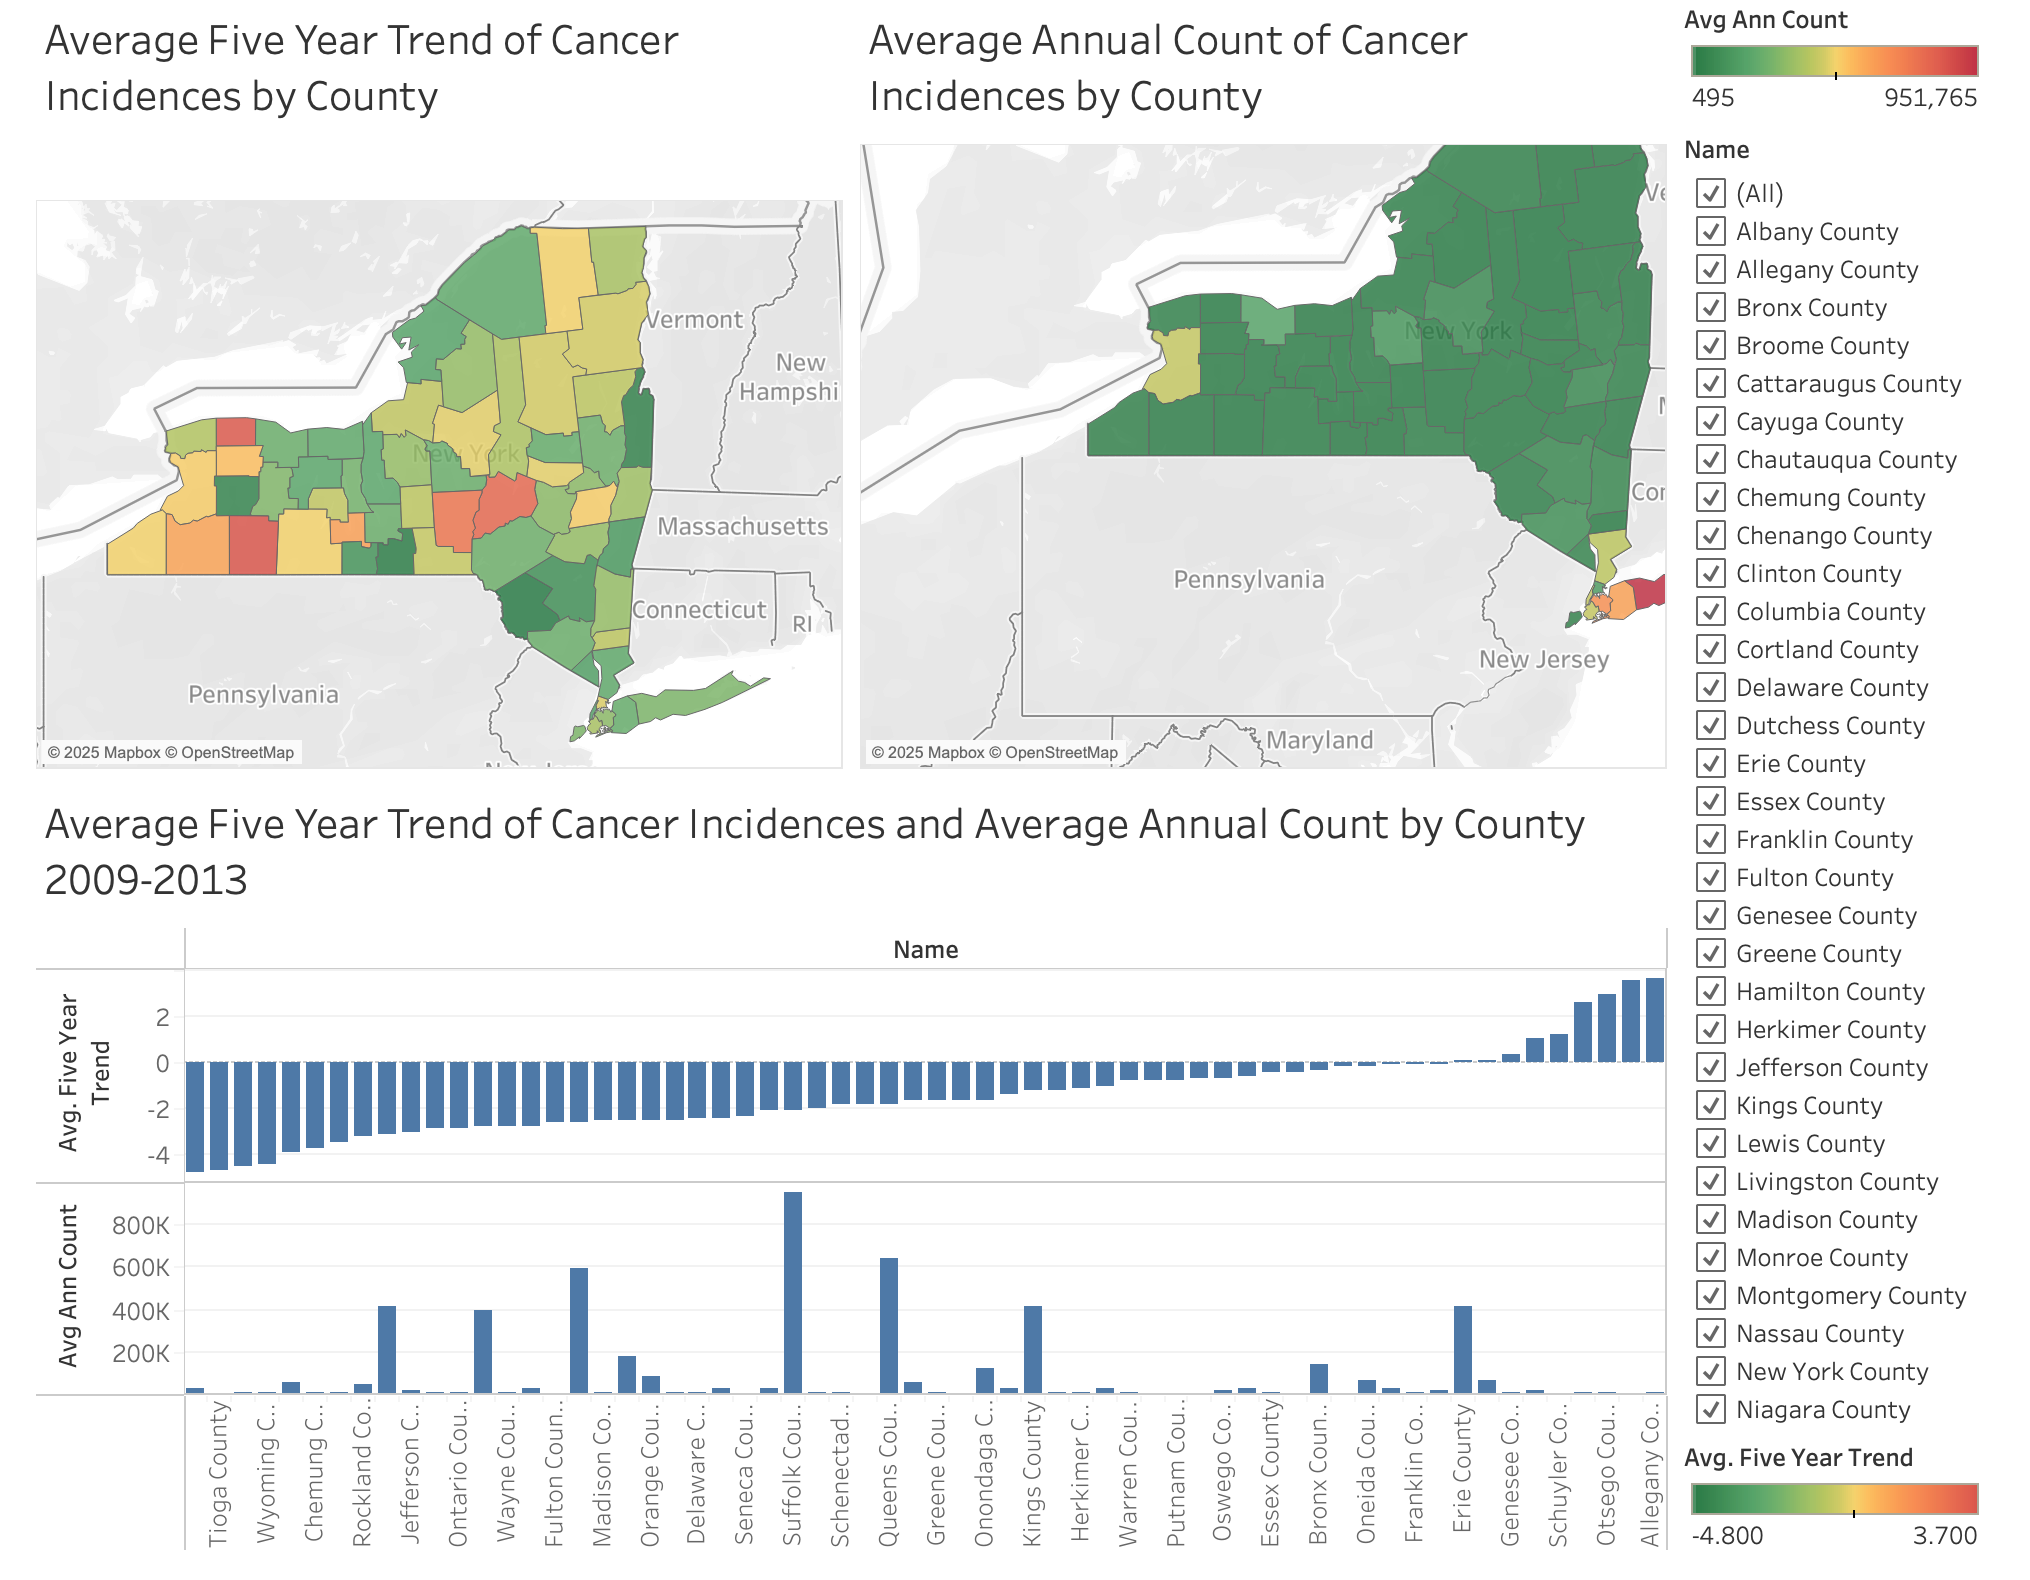 Average Five Year Trend of Cancer
Incidences by County
Vermont
New
Hampshi
New York
Massachusetts
Connecticut
RI
Pennsylvania
© 2025 Mapbox © OpenStreetMap
Average Annual Count of Cancer
Incidences by County
Ve
New York
Con
Pennsylvania
New Jersey
Maryland
© 2025 Mapbox © OpenStreetMap
Avg Ann Count
495 951,765
Name
(All)
Albany County
Allegany County
Bronx County
Broome County
Cattaraugus County
Cayuga County
Chautauqua County
Chemung County
Chenango County
Clinton County
Columbia County
Cortland County
Delaware County
Dutchess County
Erie County
Essex County
Franklin County
Fulton County
Genesee County
Greene County
Hamilton County
Herkimer County
Jefferson County
Kings County
Lewis County
Livingston County
Madison County
Monroe County
Montgomery County
Nassau County
New York County
Niagara County
Avg. Five Year Trend
-4.800 3.700
Average Five Year Trend of Cancer Incidences and Average Annual Count by County
2009-2013
Name
Avg. Five Year
Trend
2
0
-2
-4
Avg Ann Count
800K
600K
400K
200K
Tioga County
Wyoming C..
Chemung C..
Rockland Co..
Jefferson C..
Ontario Cou..
Wayne Cou..
Fulton Coun..
Madison Co..
Orange Cou..
Delaware C..
Seneca Cou..
Suffolk Cou..
Schenectad..
Queens Cou..
Greene Cou..
Onondaga C..
Kings County
Herkimer C..
Warren Cou..
Putnam Cou..
Oswego Co..
Essex County
Bronx Coun..
Oneida Cou..
Franklin Co..
Erie County
Genesee Co..
Schuyler Co..
Otsego Cou..
Allegany Co..